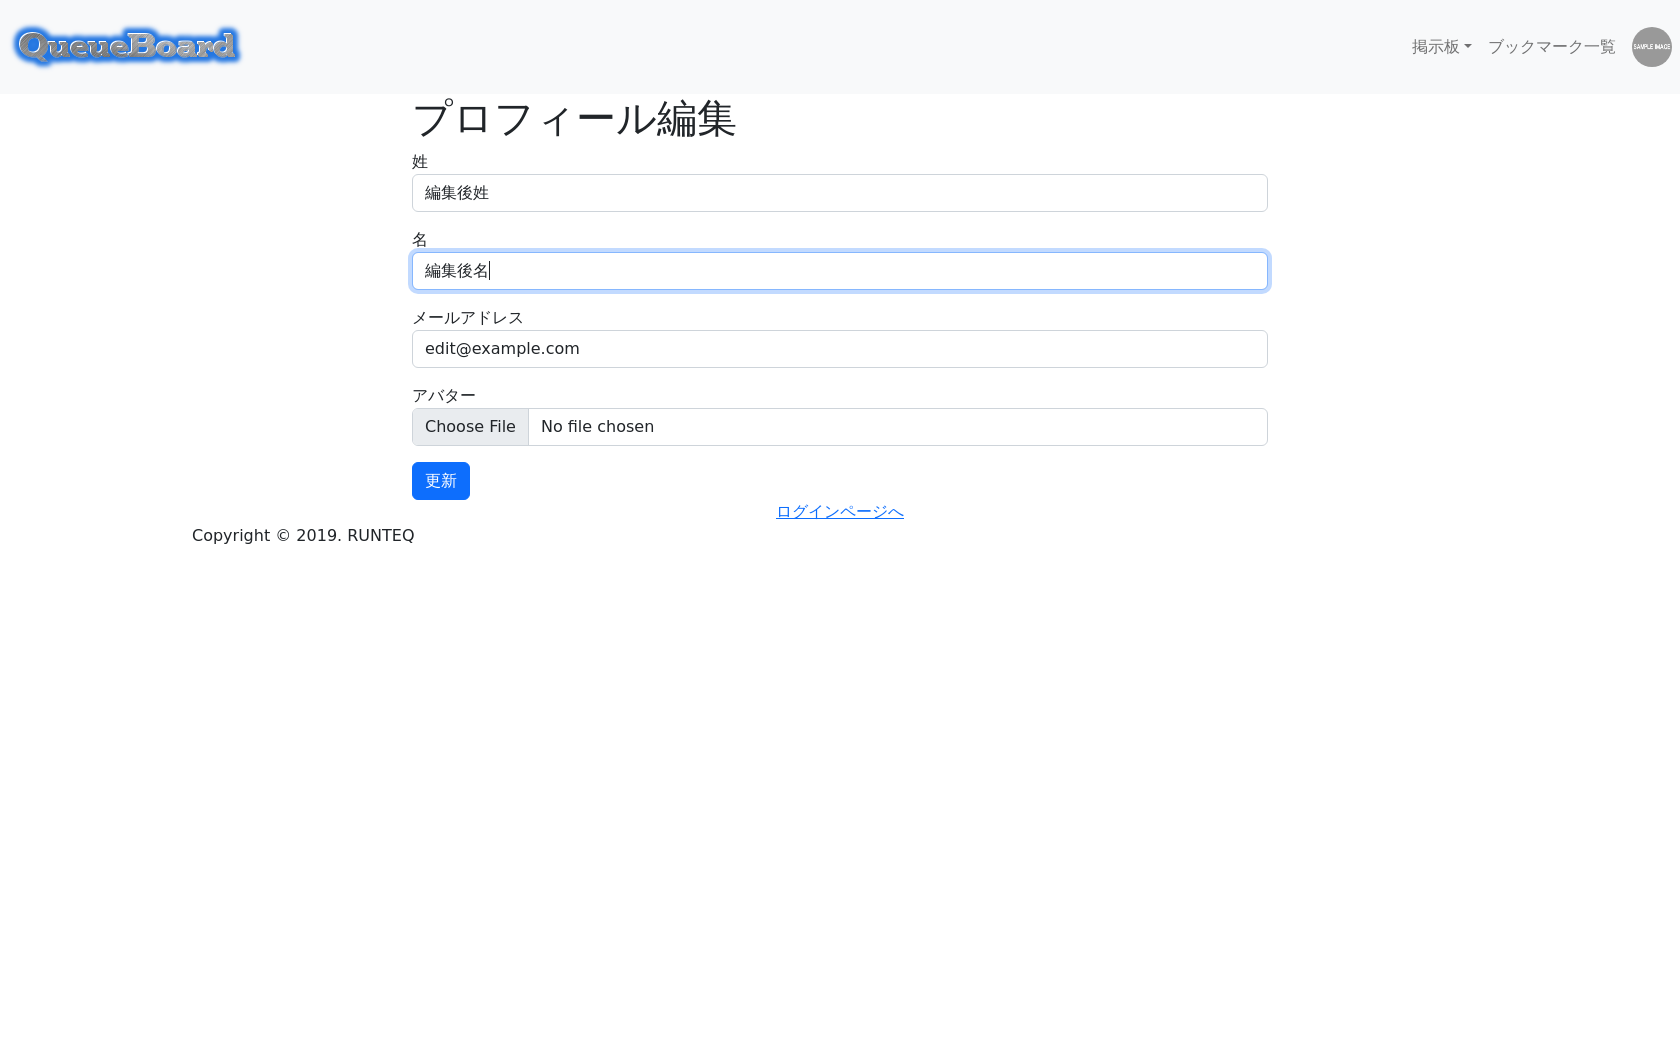 QueueBoard
掲示板
ブックマーク一覧
SAMPLE IMAGE
プロフィール編集
姓
編集後姓
名
編集後名
メールアドレス
edit@example.com
アバター
Choose File
No file chosen
更新
ログインページへ
Copyright © 2019. RUNTEQ